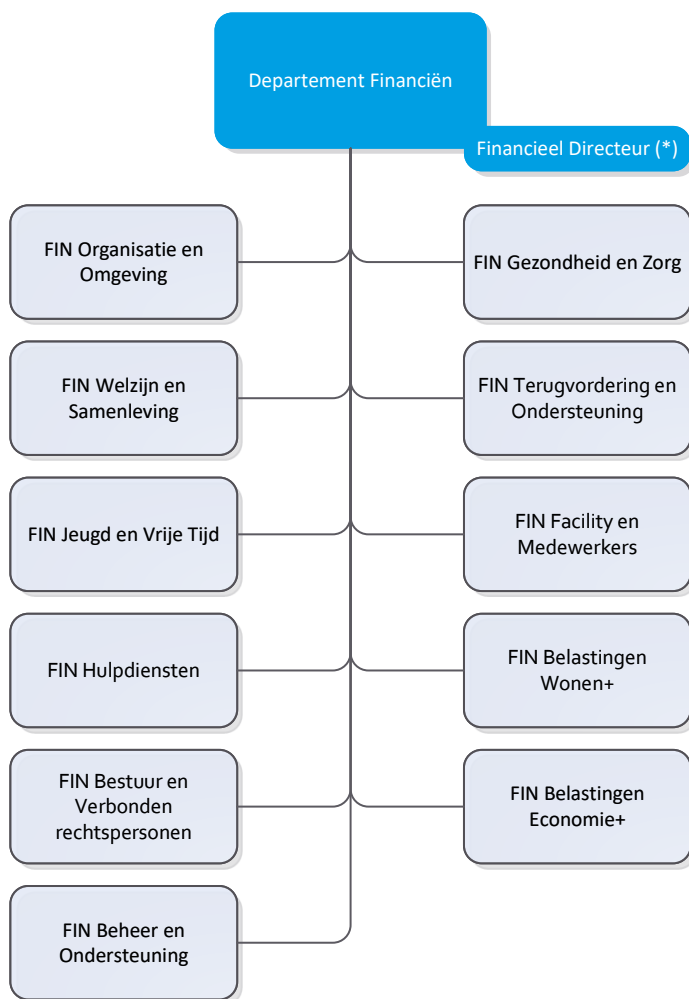 Departement Financiën
Financieel Directeur (*)
FIN Organisatie en
Omgeving
FIN Gezondheid en Zorg
FIN Welzijn en
Samenleving
FIN Terugvordering en
Ondersteuning
FIN Jeugd en Vrije Tijd
FIN Facility en
Medewerkers
FIN Hulpdiensten
FIN Belastingen
Wonen+
FIN Bestuur en
Verbonden
rechtspersonen
FIN Belastingen
Economie+
FIN Beheer en
Ondersteuning